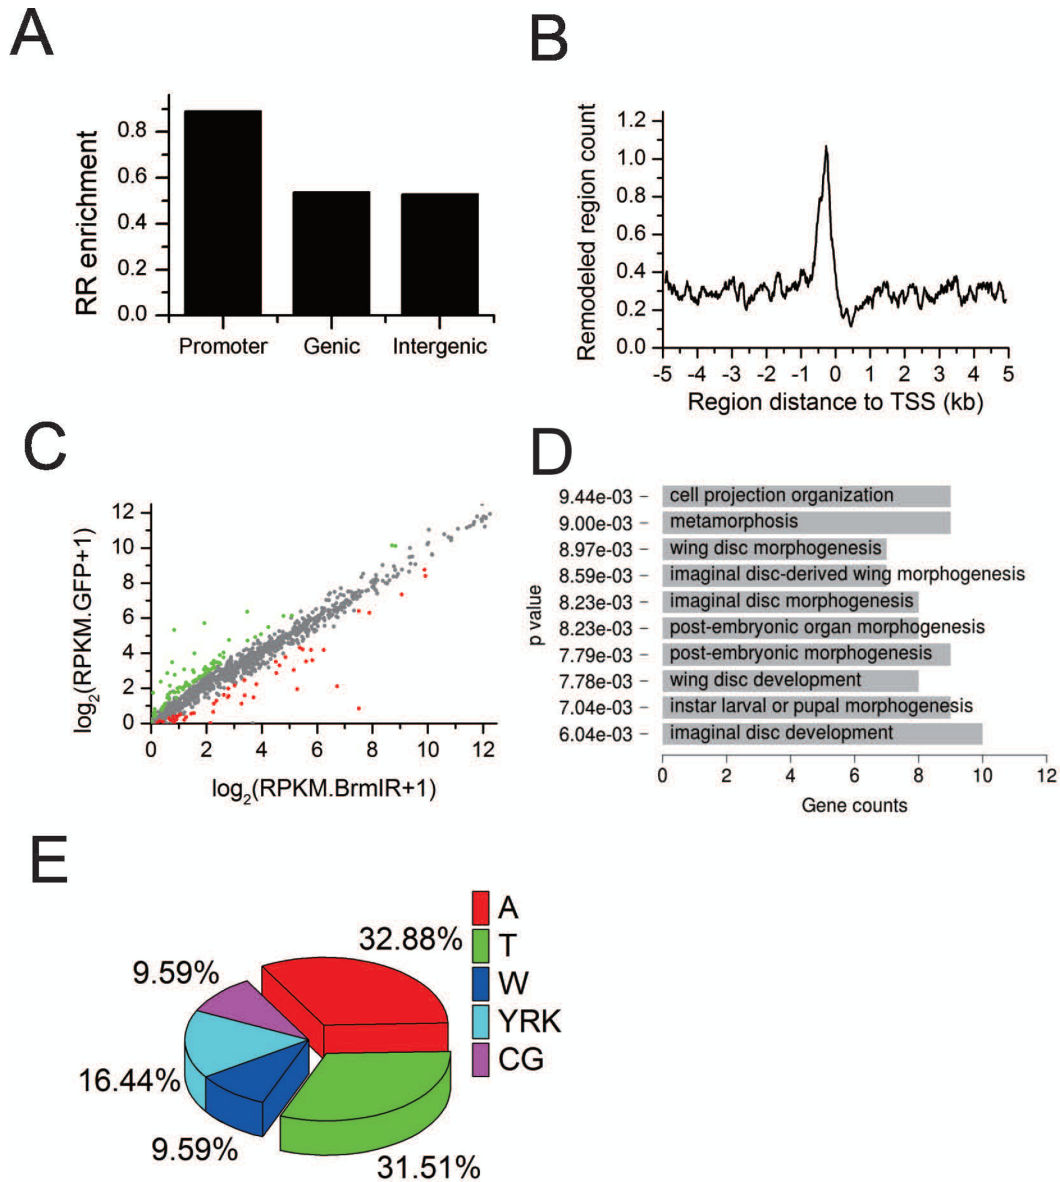 A
RR enrichment
0.8
0.6
0.4
0.2
0.0
Promoter Genic Intergenic
B
Remodeled region count
1.2
1.0
0.8
0.6
0.4
0.2
0.0
-5 -4 -3 -2 -1 0 1 2 3 4 5
Region distance to TSS (kb)
C
log2(RPKM.GFP+1)
12
10
8
6
4
2
0
0 2 4 6 8 10 12
log2(RPKM.BrmIR+1)
D
p value
9.44e-03 cell projection organization
9.00e-03 metamorphosis
8.97e-03 wing disc morphogenesis
8.59e-03 imaginal disc-derived wing morphogenesis
8.23e-03 imaginal disc morphogenesis
8.23e-03 post-embryonic organ morphogenesis
7.79e-03 post-embryonic morphogenesis
7.78e-03 wing disc development
7.04e-03 instar larval or pupal morphogenesis
6.04e-03 imaginal disc development
0 2 4 6 8 10 12
Gene counts
E
A
T
W
YRK
CG
32.88%
9.59%
16.44%
9.59%
31.51%